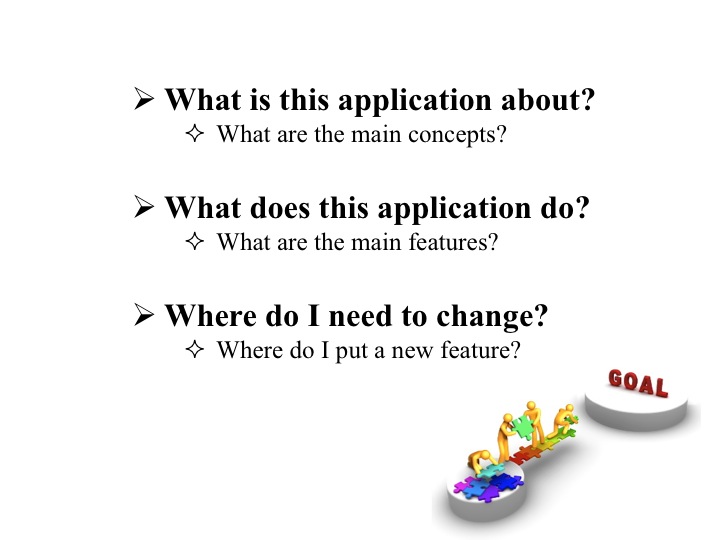 ➢ What is this application about?
✧ What are the main concepts?
➢ What does this application do?
✧ What are the main features?
➢ Where do I need to change?
✧ Where do I put a new feature?
GOAL